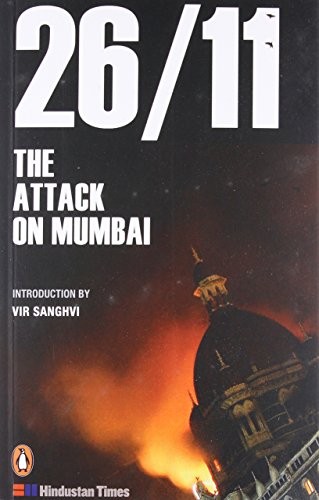 26/11
THE
ATTACK
ON MUMBAI
INTRODUCTION BY
VIR SANGHVI
Hindustan Times